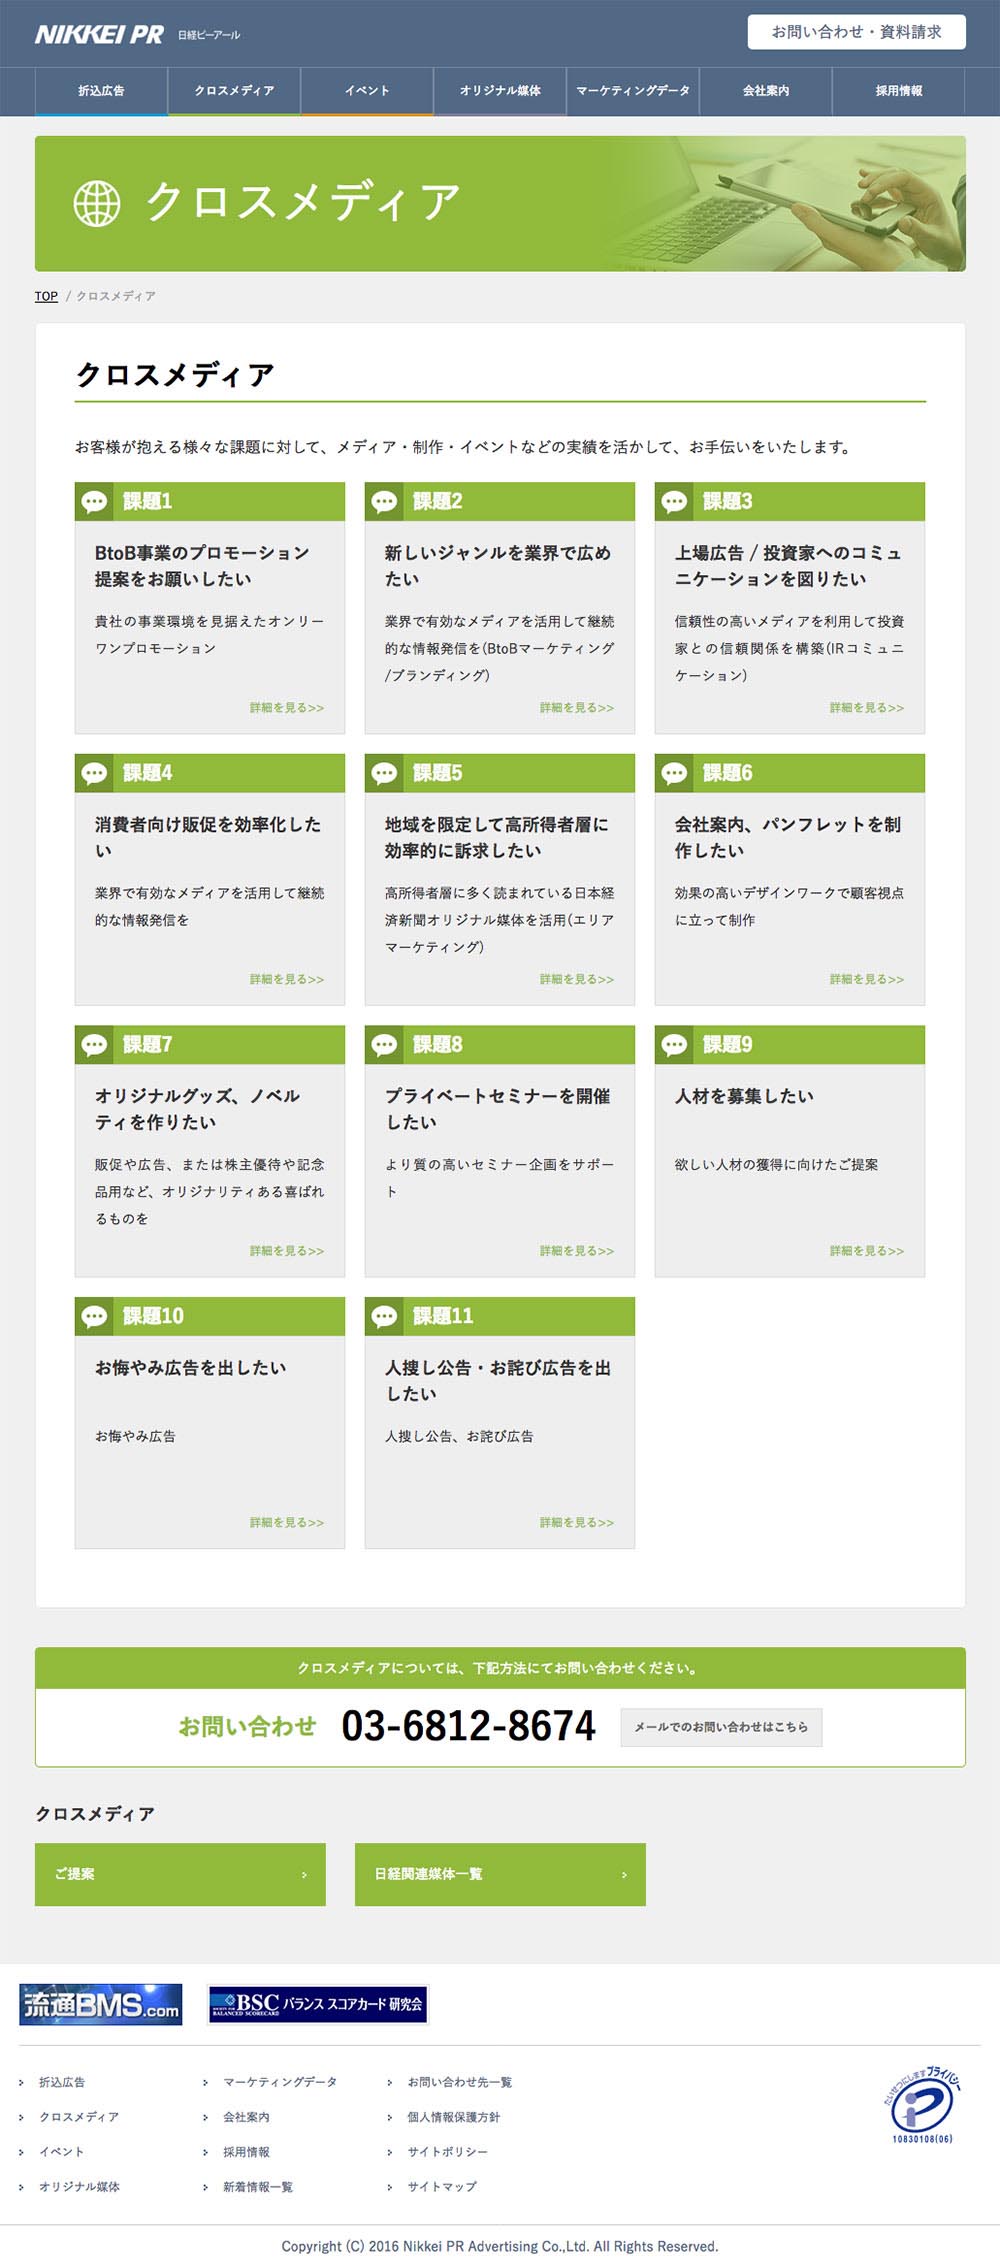 NIKKEI PR 日経ピーアール
お問い合わせ・資料請求
折込広告 クロスメディア イベント オリジナル媒体 マーケティングデータ 会社案内 採用情報
クロスメディア
TOP / クロスメディア
クロスメディア
お客様が抱える様々な課題に対して、メディア・制作・イベントなどの実績を活かして、お手伝いをいたします。
課題1
BtoB事業のプロモーション
提案をお願いしたい
貴社の事業環境を見据えたオンリー
ワンプロモーション
詳細を見る>>
課題2
新しいジャンルを業界で広め
たい
業界で有効なメディアを活用して継続
的な情報発信を(BtoBマーケティング
/ブランディング)
詳細を見る>>
課題3
上場広告 / 投資家へのコミュ
ニケーションを図りたい
信頼性の高いメディアを利用して投資
家との信頼関係を構築(IRコミュニ
ケーション)
詳細を見る>>
課題4
消費者向け販促を効率化した
い
業界で有効なメディアを活用して継続
的な情報発信を
詳細を見る>>
課題5
地域を限定して高所得者層に
効率的に訴求したい
高所得者層に多く読まれている日本経
済新聞オリジナル媒体を活用(エリア
マーケティング)
詳細を見る>>
課題6
会社案内、パンフレットを制
作したい
効果の高いデザインワークで顧客視点
に立って制作
詳細を見る>>
課題7
オリジナルグッズ、ノベル
ティを作りたい
販促や広告、または株主優待や記念
品用など、オリジナリティある喜ばれ
るものを
詳細を見る>>
課題8
プライベートセミナーを開催
したい
より質の高いセミナー企画をサポー
ト
詳細を見る>>
課題9
人材を募集したい
欲しい人材の獲得に向けたご提案
詳細を見る>>
課題10
お悔やみ広告を出したい
お悔やみ広告
詳細を見る>>
課題11
人捜し公告・お詫び広告を出
したい
人捜し公告、お詫び広告
詳細を見る>>
クロスメディアについては、下記方法にてお問い合わせください。
お問い合わせ 03-6812-8674 メールでのお問い合わせはこちら
クロスメディア
ご提案
日経関連媒体一覧
流通BMS.com
BSC バランス スコアカード 研究会
SOCIETY FOR
BALANCED SCORECARD
折込広告
クロスメディア
イベント
オリジナル媒体
マーケティングデータ
会社案内
採用情報
新着情報一覧
お問い合わせ先一覧
個人情報保護方針
サイトポリシー
サイトマップ
たいせつにします プライバシー
10830108(06)
Copyright (C) 2016 Nikkei PR Advertising Co.,Ltd. All Rights Reserved.